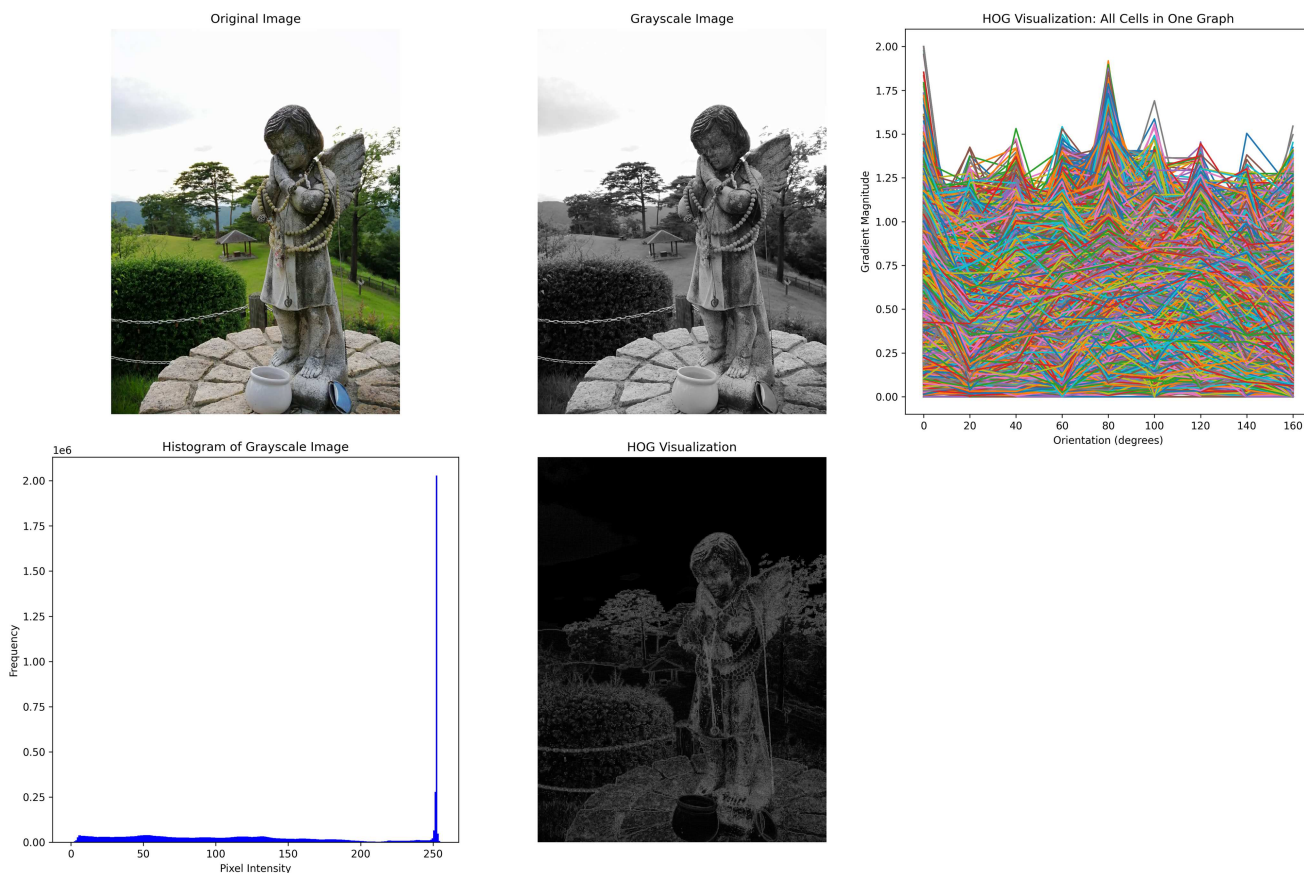 Original Image
Grayscale Image
HOG Visualization: All Cells in One Graph
2.00
1.75
1.50
1.25
1.00
0.75
0.50
0.25
0.00
Gradient Magnitude
0 20 40 60 80 100 120 140 160
Orientation (degrees)
Histogram of Grayscale Image
1e6
2.00
1.75
1.50
1.25
1.00
0.75
0.50
0.25
0.00
Frequency
0 50 100 150 200 250
Pixel Intensity
HOG Visualization